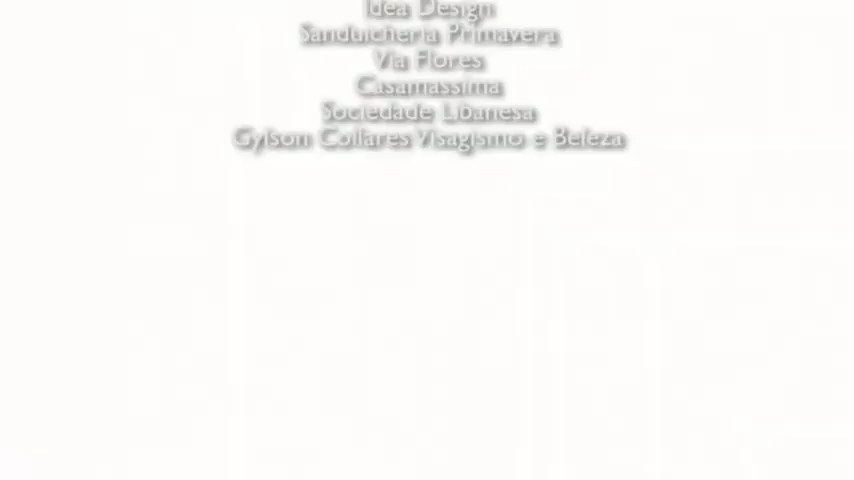 Idea Design
Sanduicheria Primavera
Via Flores
Casamassima
Sociedade Libanesa
Gylson Collares Visagismo e Beleza